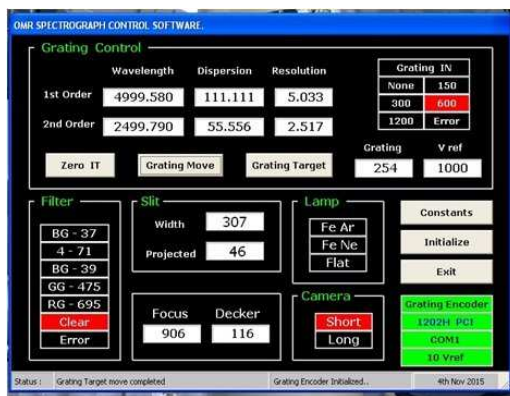 OMR SPECTROGRAPH CONTROL SOFTWARE.
Grating Control
Wavelength Dispersion Resolution
1st Order 4999.580 111.111 5.033
2nd Order 2499.790 55.556 2.517
Grating IN
None 150
300 600
1200 Error
Zero IT Grating Move Grating Target
Grating V ref
254 1000
Filter
BG - 37
4 - 71
BG - 39
GG - 475
RG - 695
Clear
Error
Slit
Width 307
Projected 46
Focus Decker
906 116
Lamp
Fe Ar
Fe Ne
Flat
Camera
Short
Long
Constants
Initialize
Exit
Grating Encoder
1202H PCI
COM1
10 Vref
Status : Grating Target move completed Grating Encoder Initialized.. 4th Nov 2015